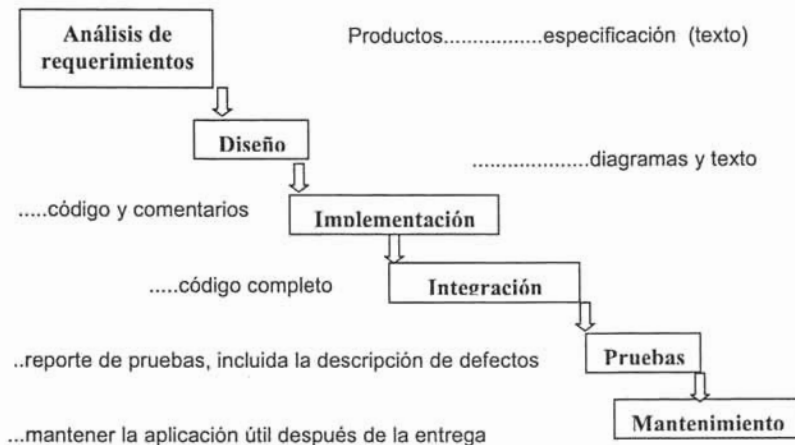 Análisis de
requerimientos
Productos.................especificación (texto)
Diseño
...................diagramas y texto
.....código y comentarios
Implementación
.....código completo
Integración
..reporte de pruebas, incluida la descripción de defectos
Pruebas
...mantener la aplicación útil después de la entrega
Mantenimiento